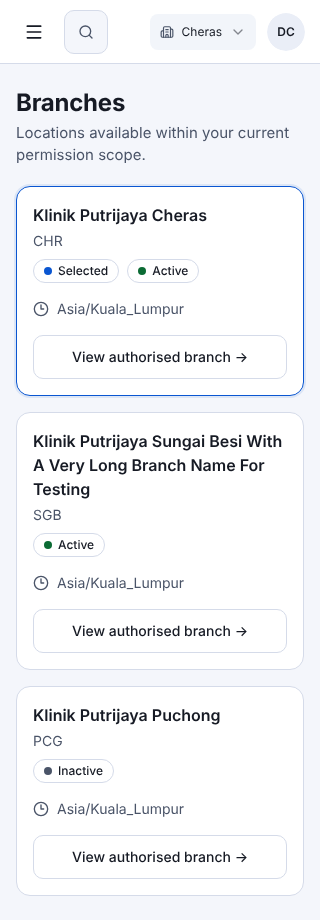 Cheras
DC
Branches
Locations available within your current
permission scope.
Klinik Putrijaya Cheras
CHR
Selected
Active
Asia/Kuala_Lumpur
View authorised branch →
Klinik Putrijaya Sungai Besi With
A Very Long Branch Name For
Testing
SGB
Active
Asia/Kuala_Lumpur
View authorised branch →
Klinik Putrijaya Puchong
PCG
Inactive
Asia/Kuala_Lumpur
View authorised branch →